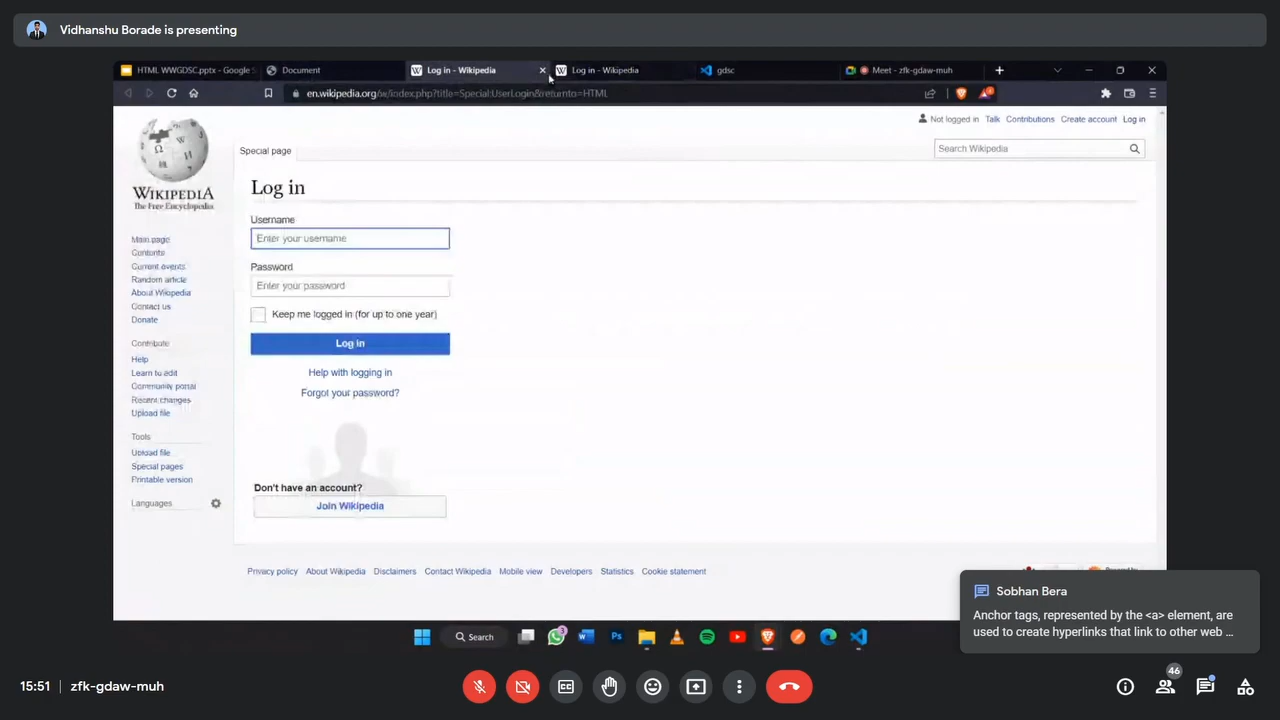 Vidhanshu Borade is presenting
HTML WWGDSC.pptx - Google S
Document
Log in - Wikipedia
Log in - Wikipedia
gdsc
Meet - zfk-gdaw-muh
en.wikipedia.org/w/index.php?title=Special:UserLogin&returnto=HTML
Not logged in Talk Contributions Create account Log in
Special page
Search Wikipedia
WIKIPEDIA
The Free Encyclopedia
Log in
Username
Enter your username
Password
Enter your password
Keep me logged in (for up to one year)
Log in
Help with logging in
Forgot your password?
Don't have an account?
Join Wikipedia
Main page
Contents
Current events
Random article
About Wikipedia
Contact us
Donate
Contribute
Help
Learn to edit
Community portal
Recent changes
Upload file
Tools
Upload file
Special pages
Printable version
Languages
Privacy policy About Wikipedia Disclaimers Contact Wikipedia Mobile view Developers Statistics Cookie statement
Sobhan Bera
Anchor tags, represented by the <a> element, are
used to create hyperlinks that link to other web ...
Search
3
15:51 | zfk-gdaw-muh
46